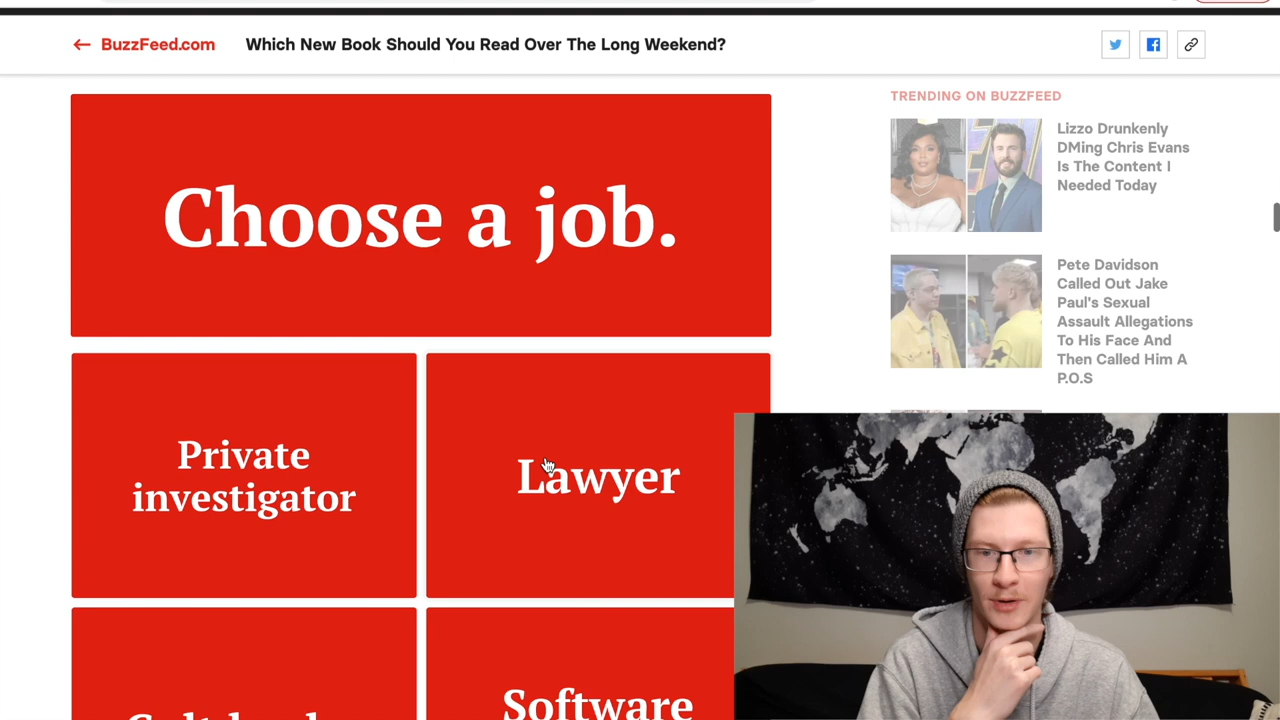 BuzzFeed.com
Which New Book Should You Read Over The Long Weekend?
Choose a job.
Private
investigator
Lawyer
Software
TRENDING ON BUZZFEED
Lizzo Drunkenly
DMing Chris Evans
Is The Content I
Needed Today
Pete Davidson
Called Out Jake
Paul's Sexual
Assault Allegations
To His Face And
Then Called Him A
P.O.S